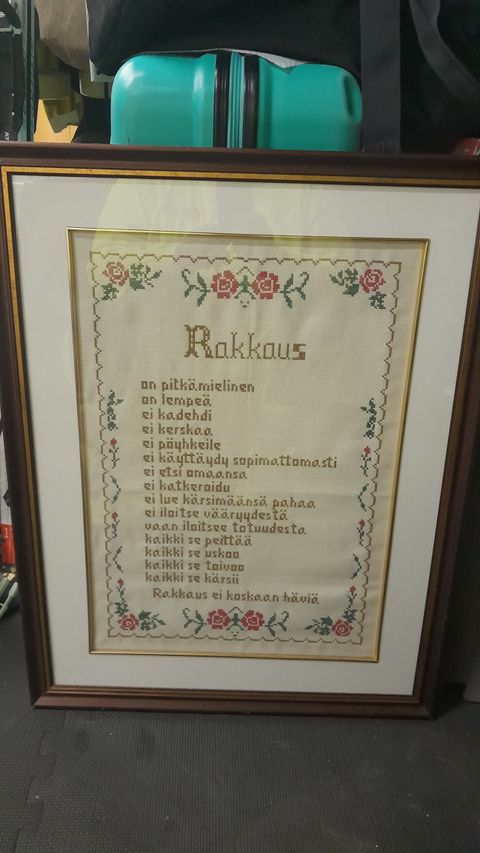 Rakkaus
on pitkämielinen
on lempeä
ei kadehdi
ei kerskaa
ei pöyhkeile
ei käyttäydy sopimattomasti
ei etsi omaansa
ei katkeroidu
ei lue kärsimäänsä pahaa
ei iloitse vääryydestä
vaan iloitsee totuudesta
kaikki se peittää
kaikki se uskoo
kaikki se toivoo
kaikki se kärsii
Rakkaus ei koskaan häviä